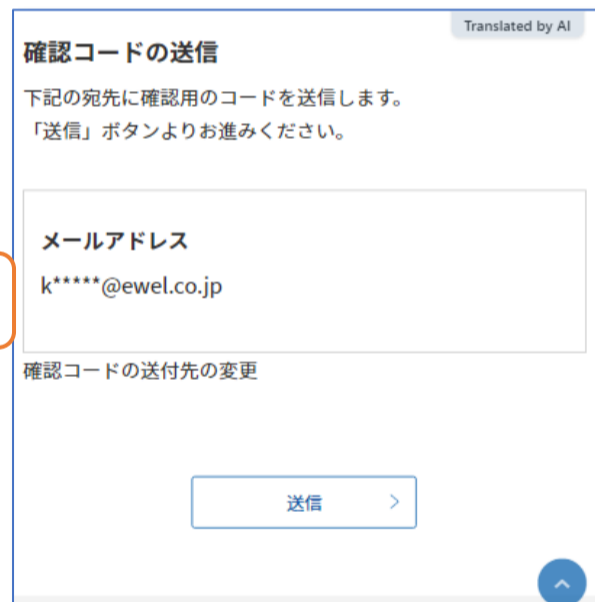 Translated by AI
確認コードの送信
下記の宛先に確認用のコードを送信します。
「送信」ボタンよりお進みください。
メールアドレス
k*****@ewel.co.jp
確認コードの送付先の変更
送信